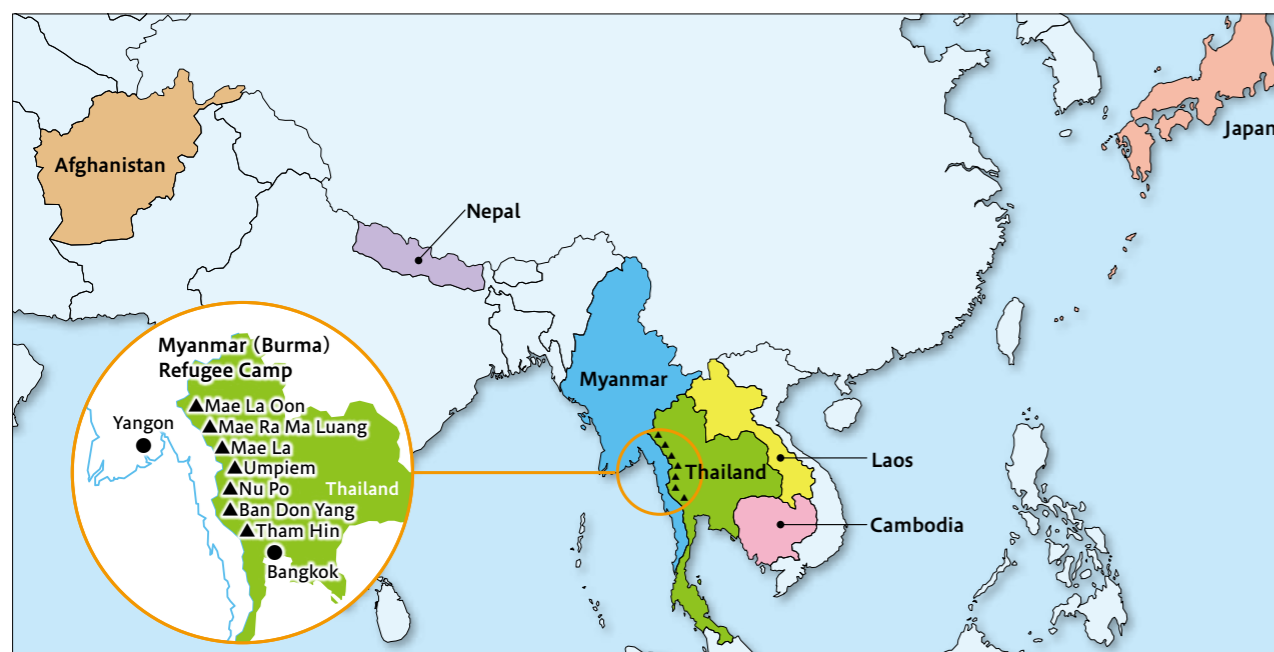 Afghanistan
Nepal
Japan
Myanmar
Thailand
Laos
Cambodia
Myanmar (Burma)
Refugee Camp
Mae La Oon
Yangon
Mae Ra Ma Luang
Mae La
Umpiem
Nu Po
Thailand
Ban Don Yang
Tham Hin
Bangkok